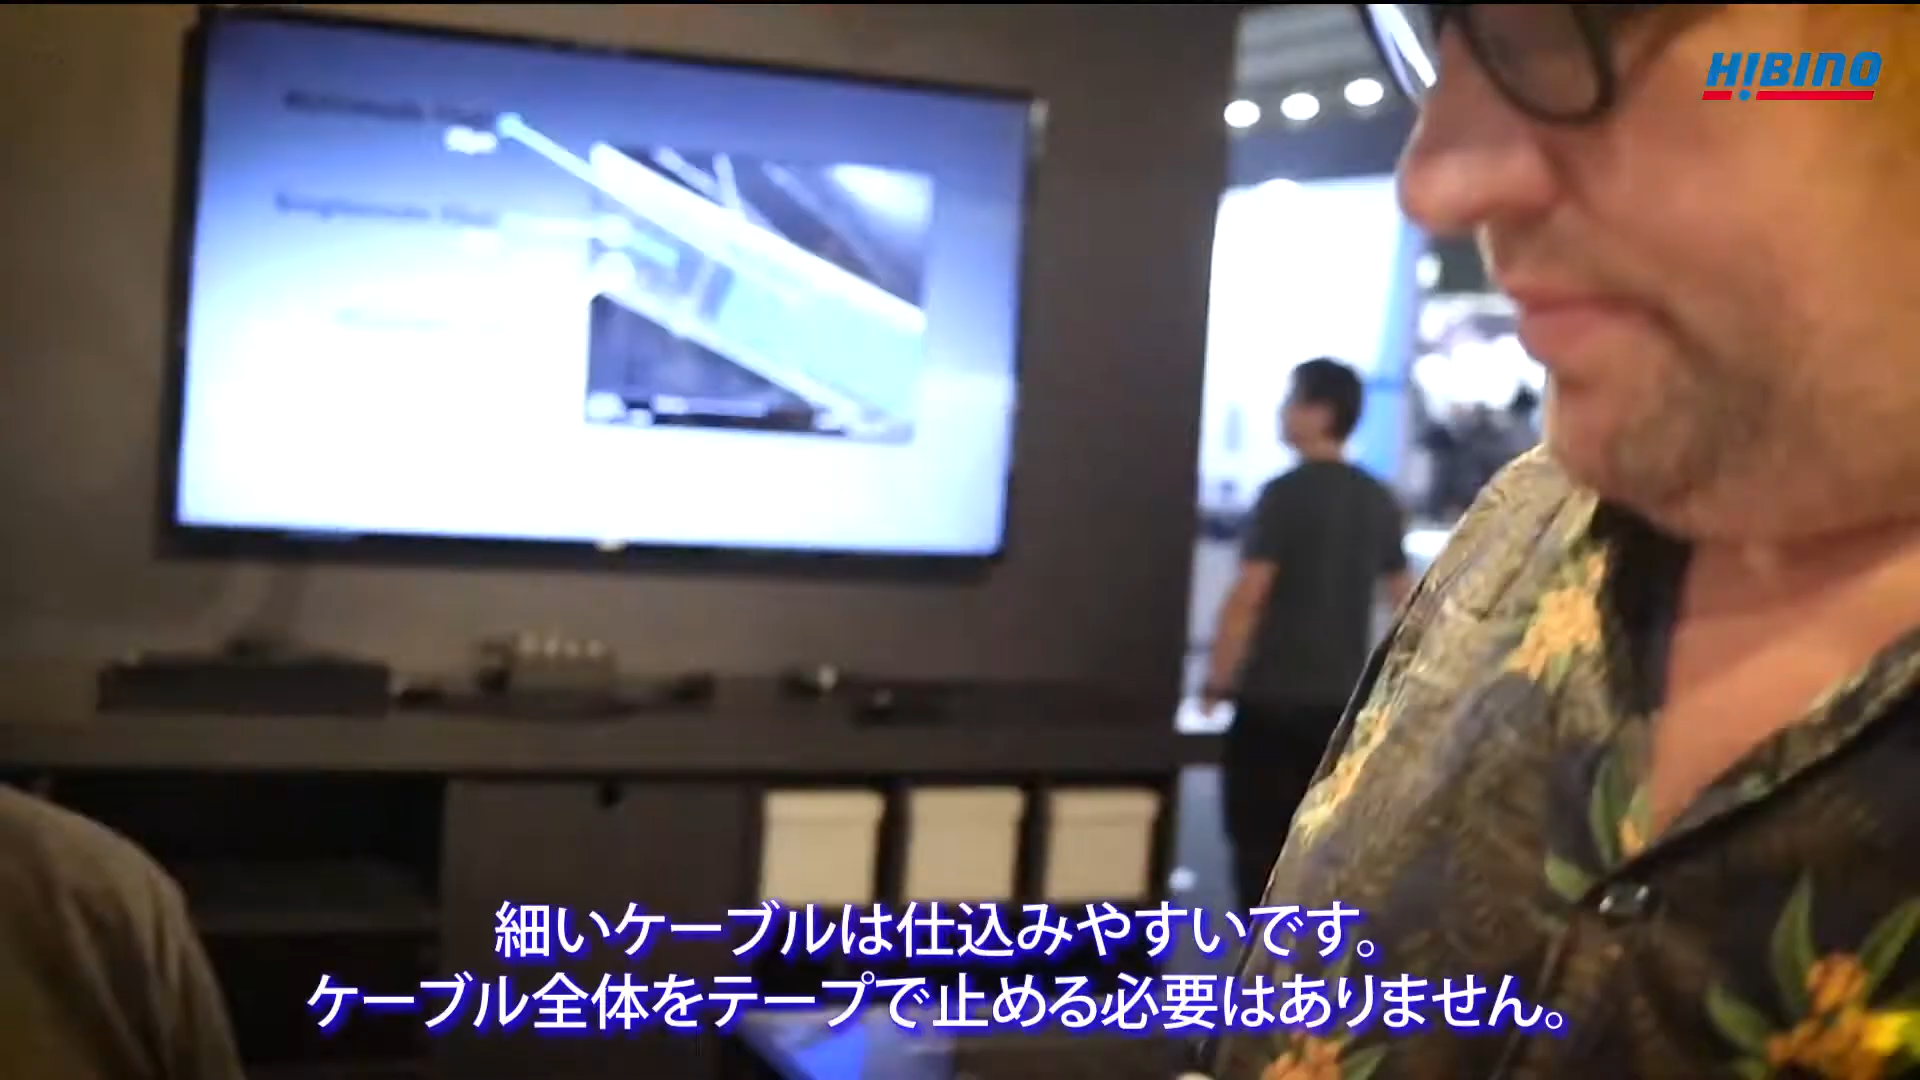 HIBINO
細いケーブルは仕込みやすいです。
ケーブル全体をテープで止める必要はありません。